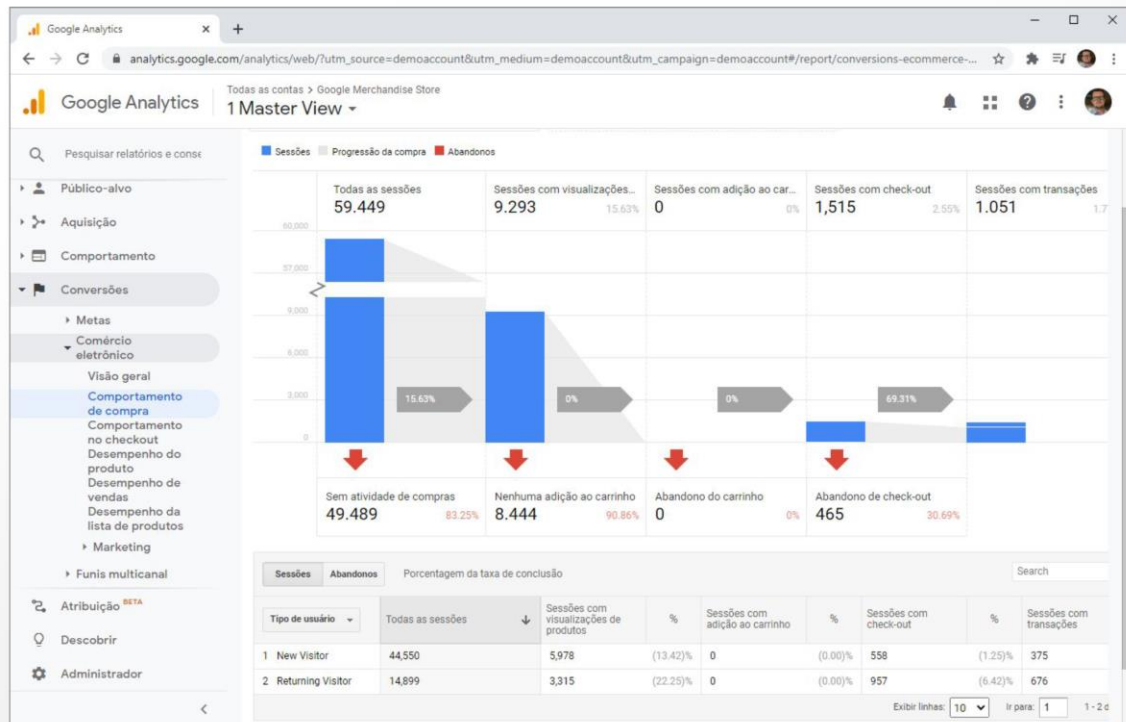 Google Analytics
analytics.google.com/analytics/web/?utm_source=demoaccount&utm_medium=demoaccount&utm_campaign=demoaccount#/report/conversions-ecommerce-...
Google Analytics
Todas as contas > Google Merchandise Store
1 Master View
Pesquisar relatórios e conse
Público-alvo
Aquisição
Comportamento
Conversões
Metas
Comércio
eletrônico
Visão geral
Comportamento
de compra
Comportamento
no checkout
Desempenho do
produto
Desempenho de
vendas
Desempenho da
lista de produtos
Marketing
Funis multicanal
Atribuição BETA
Descobrir
Administrador
Sessões Progressão da compra Abandonos
Todas as sessões Sessões com visualizações... Sessões com adição ao car... Sessões com check-out Sessões com transações
59.449 9.293 15.63% 0 0% 1,515 2.55% 1.051 1.7
60,000
57,000
9,000
6,000
3,000
0
15.63% 0% 0% 69.31%
Sem atividade de compras Nenhuma adição ao carrinho Abandono do carrinho Abandono de check-out
49.489 83.25% 8.444 90.86% 0 0% 465 30.69%
Sessões Abandonos Porcentagem da taxa de conclusão Search
Tipo de usuário Todas as sessões Sessões com visualizações de produtos % Sessões com adição ao carrinho % Sessões com check-out % Sessões com transações
1 New Visitor 44,550 5,978 (13.42)% 0 (0.00)% 558 (1.25)% 375
2 Returning Visitor 14,899 3,315 (22.25)% 0 (0.00)% 957 (6.42)% 676
Exibir linhas: 10 Ir para: 1 1 - 2 d